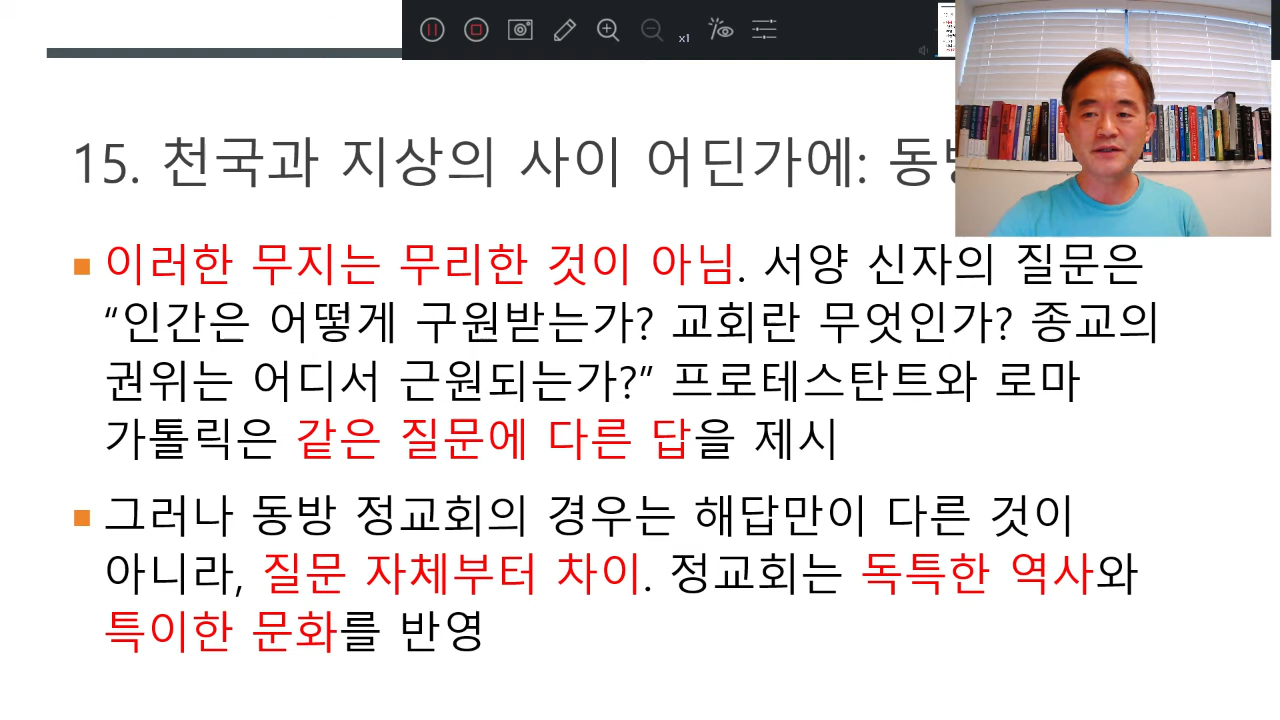 x1
15. 천국과 지상의 사이 어딘가에:
이러한 무지는 무리한 것이 아님. 서양 신자의 질문은
“인간은 어떻게 구원받는가? 교회란 무엇인가? 종교의
권위는 어디서 근원되는가?” 프로테스탄트와 로마
가톨릭은 같은 질문에 다른 답을 제시
그러나 동방 정교회의 경우는 해답만이 다른 것이
아니라, 질문 자체부터 차이. 정교회는 독특한 역사와
특이한 문화를 반영